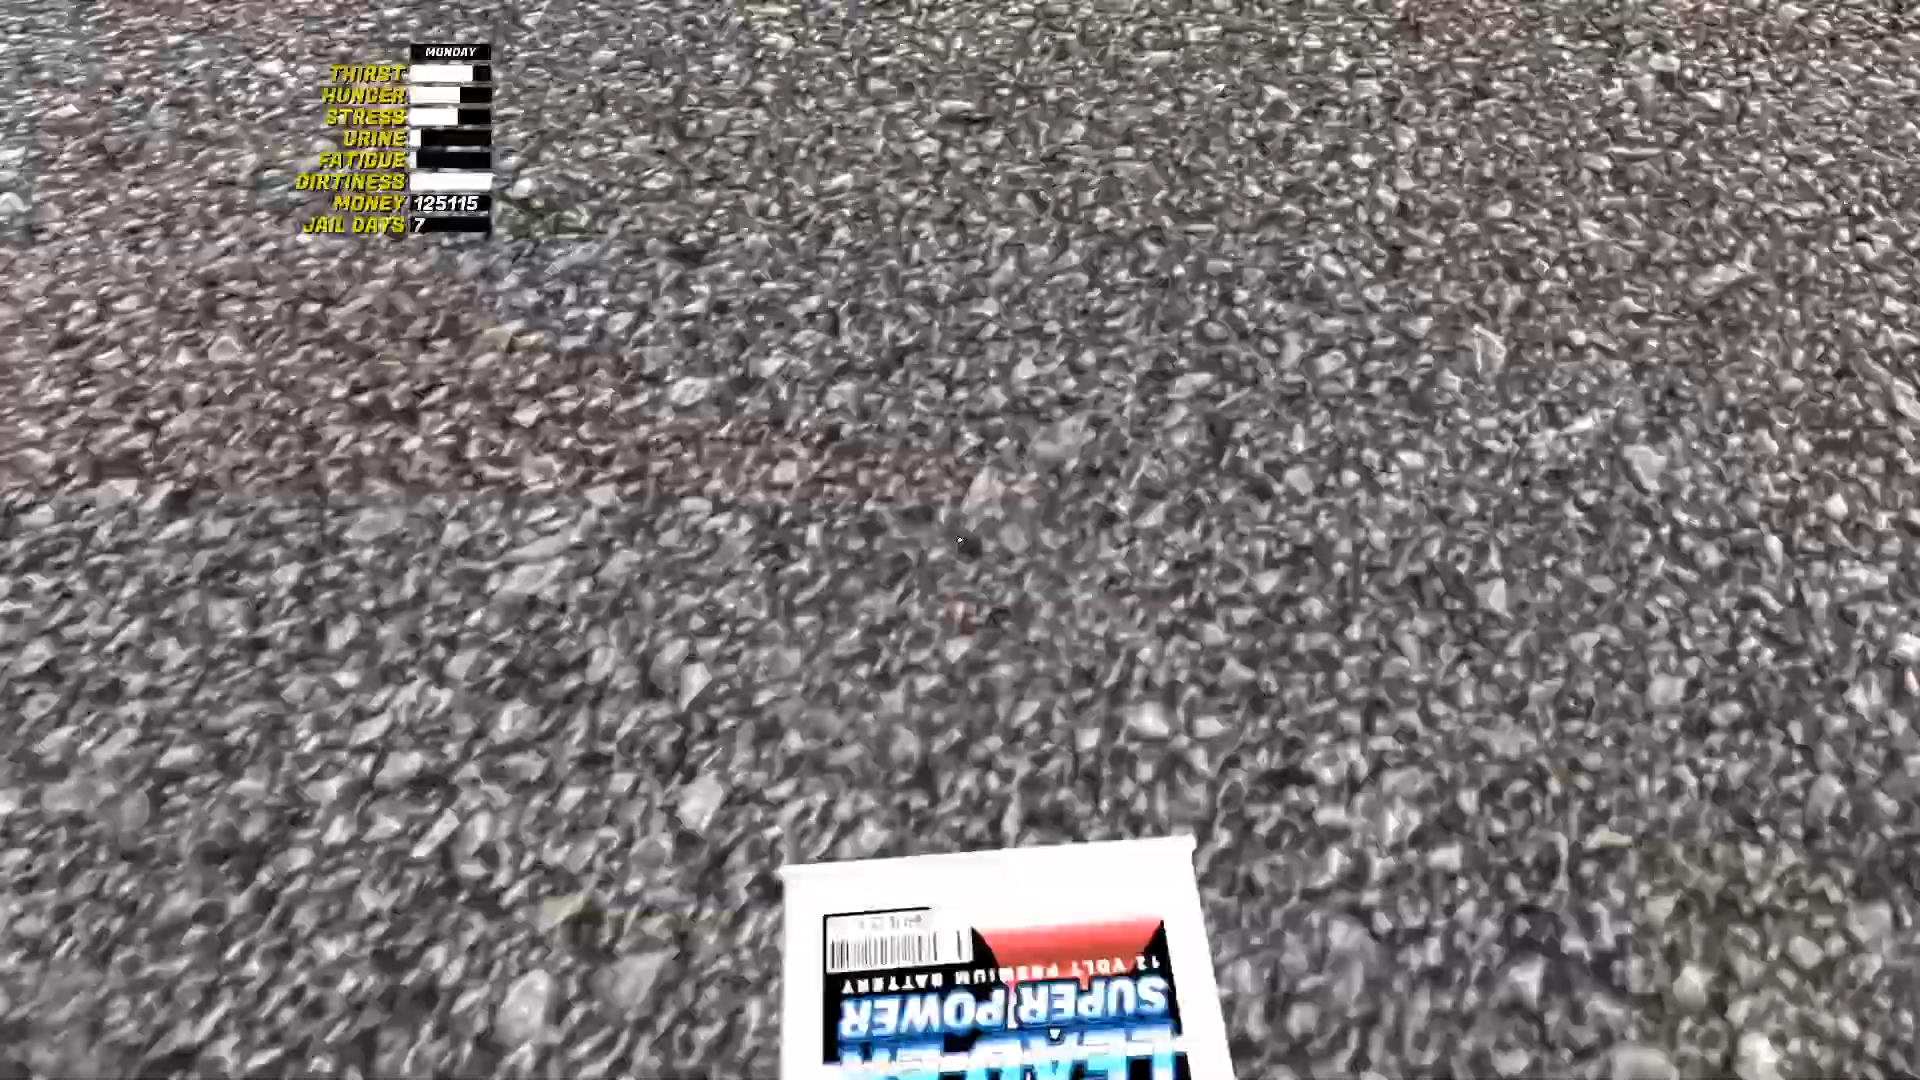 MONDAY
THIRST
HUNGER
STRESS
URINE
FATIGUE
DIRTINESS
MONEY 125115
JAIL DAYS 7
12 VOLT PREMIUM BATTERY
SUPER POWER